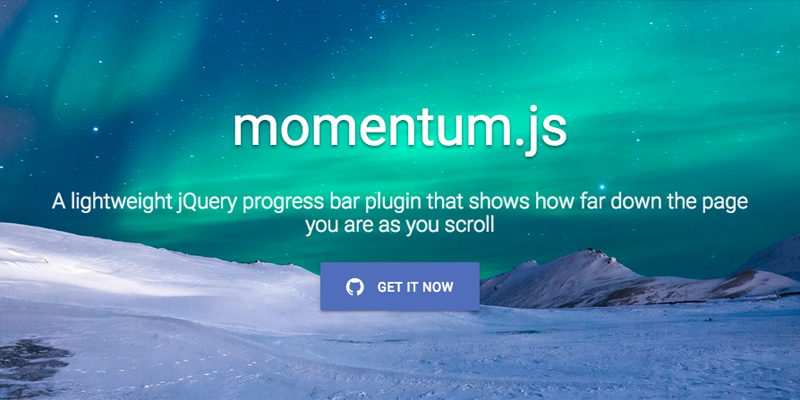 momentum.js
A lightweight jQuery progress bar plugin that shows how far down the page
you are as you scroll
GET IT NOW